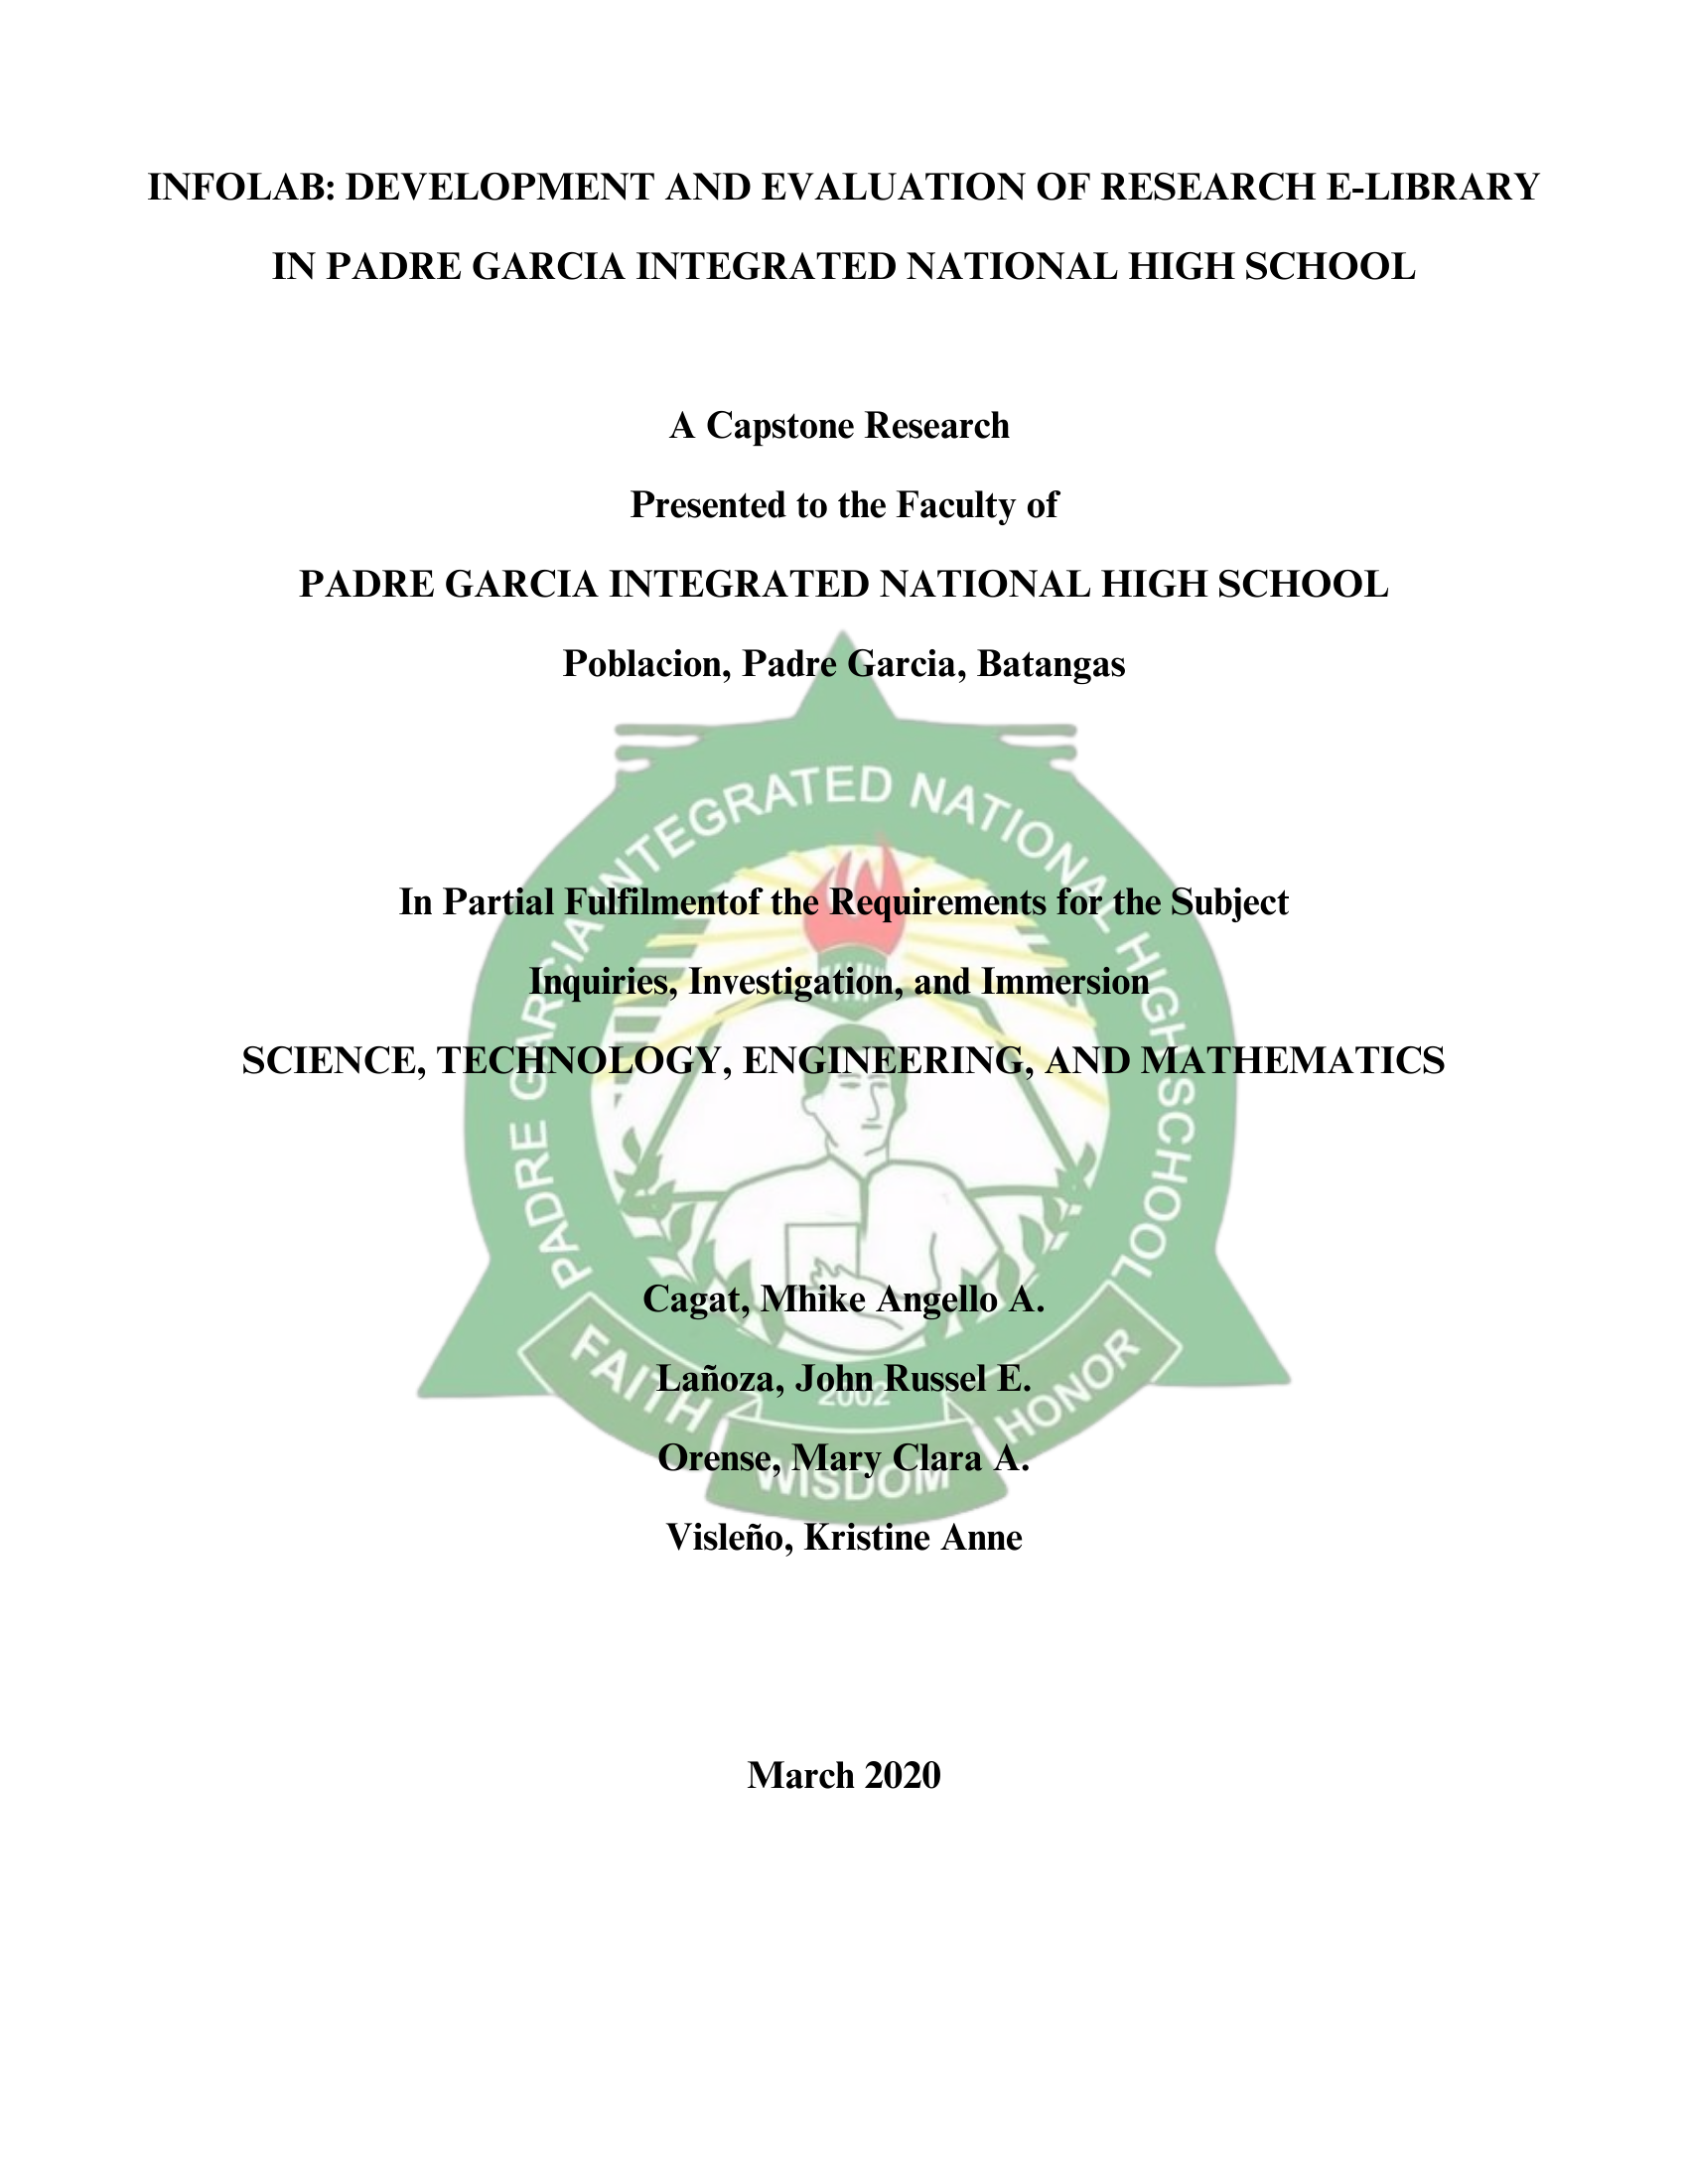 INFOLAB: DEVELOPMENT AND EVALUATION OF RESEARCH E-LIBRARY
IN PADRE GARCIA INTEGRATED NATIONAL HIGH SCHOOL
A Capstone Research
Presented to the Faculty of
PADRE GARCIA INTEGRATED NATIONAL HIGH SCHOOL
Poblacion, Padre Garcia, Batangas
PADRE GARCIA INTEGRATED NATIONAL HIGH SCHOOL
In Partial Fulfilmentof the Requirements for the Subject
Inquiries, Investigation, and Immersion
SCIENCE, TECHNOLOGY, ENGINEERING, AND MATHEMATICS
Cagat, Mhike Angello A.
Lañoza, John Russel E.
2002
FAITH
WISDOM
HONOR
Orense, Mary Clara A.
Visleño, Kristine Anne
March 2020